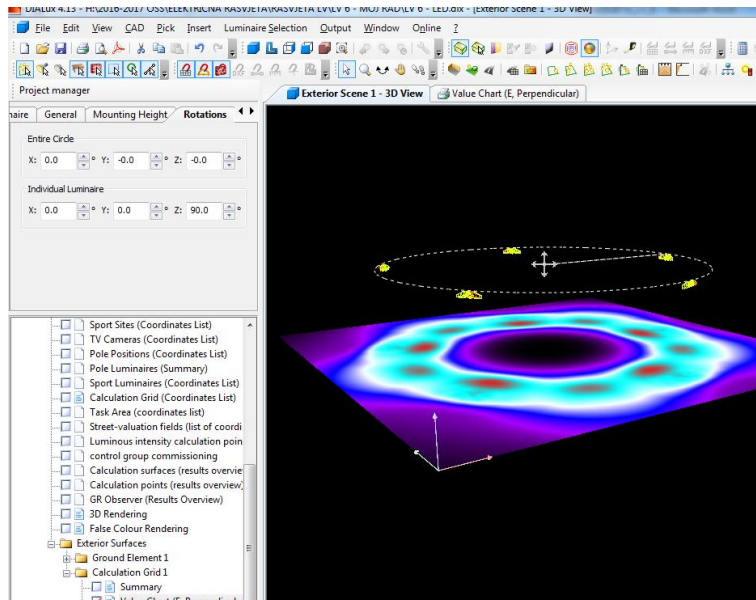 DIALux 4.13 - H:\2016-2017 OSS\ELEKTRIČNA RASVJETA\RASVJETA LV\LV 6 - MOJ RAD\LV 6 - LED.dlx - [Exterior Scene 1 - 3D View]
File Edit View CAD Pick Insert Luminaire Selection Output Window Online ?
Project manager
Exterior Scene 1 - 3D View Value Chart (E, Perpendicular)
naire General Mounting Height Rotations
Entire Circle
X: 0.0 ° Y: -0.0 ° Z: -0.0 °
Individual Luminaire
X: 0.0 ° Y: 0.0 ° Z: 90.0 °
Sport Sites (Coordinates List)
TV Cameras (Coordinates List)
Pole Positions (Coordinates List)
Pole Luminaires (Summary)
Sport Luminaires (Coordinates List)
Calculation Grid (Coordinates List)
Task Area (coordinates list)
Street-valuation fields (list of coordi
Luminous intensity calculation poin
control group commissioning
Calculation surfaces (results overvie
Calculation points (results overview)
GR Observer (Results Overview)
3D Rendering
False Colour Rendering
Exterior Surfaces
Ground Element 1
Calculation Grid 1
Summary
Value Chart (E, Perpendicul